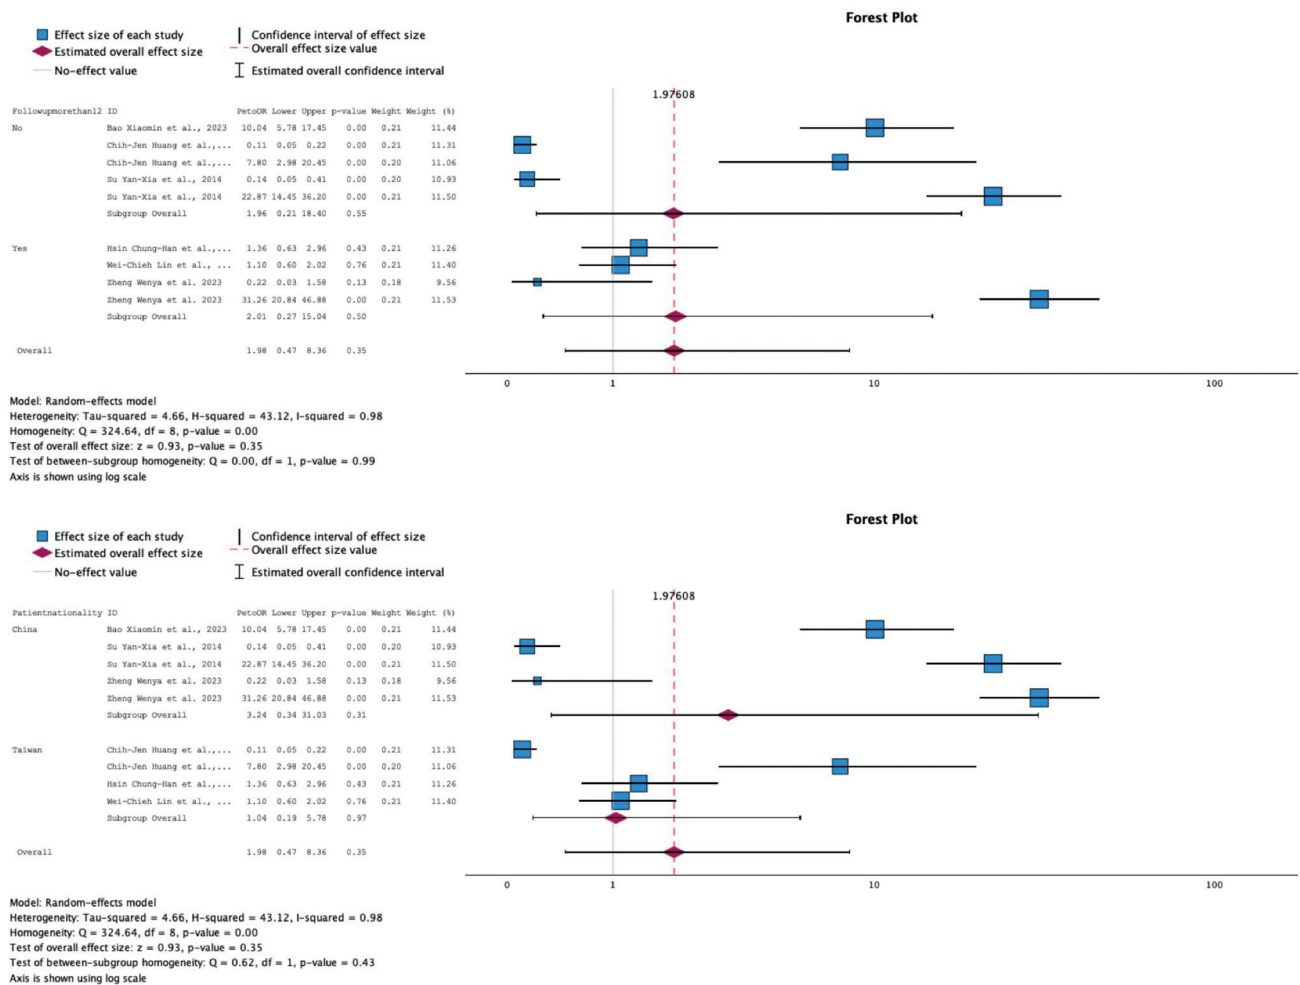 Forest Plot
Effect size of each study
Confidence interval of effect size
Estimated overall effect size
Overall effect size value
No-effect value
Estimated overall confidence interval
1.97608
Followupmorethan12 ID PetoOR Lower Upper p-value Weight Weight (%)
No Bao Xiaomin et al., 2023 10.04 5.78 17.45 0.00 0.21 11.44
Chih-Jen Huang et al.,... 0.11 0.05 0.22 0.00 0.21 11.31
Chih-Jen Huang et al.,... 7.80 2.98 20.45 0.00 0.20 11.06
Su Yan-Xia et al., 2014 0.14 0.05 0.41 0.00 0.20 10.93
Su Yan-Xia et al., 2014 22.87 14.45 36.20 0.00 0.21 11.50
Subgroup Overall 1.96 0.21 18.40 0.55
Yes Hsin Chung-Han et al.,... 1.36 0.63 2.96 0.43 0.21 11.26
Wei-Chieh Lin et al., ... 1.10 0.60 2.02 0.76 0.21 11.40
Zheng Wenya et al. 2023 0.22 0.03 1.58 0.13 0.18 9.56
Zheng Wenya et al. 2023 31.26 20.84 46.88 0.00 0.21 11.53
Subgroup Overall 2.01 0.27 15.04 0.50
Overall 1.98 0.47 8.36 0.35
0 1 10 100
Model: Random-effects model
Heterogeneity: Tau-squared = 4.66, H-squared = 43.12, I-squared = 0.98
Homogeneity: Q = 324.64, df = 8, p-value = 0.00
Test of overall effect size: z = 0.93, p-value = 0.35
Test of between-subgroup homogeneity: Q = 0.00, df = 1, p-value = 0.99
Axis is shown using log scale
Forest Plot
Effect size of each study
Confidence interval of effect size
Estimated overall effect size
Overall effect size value
No-effect value
Estimated overall confidence interval
1.97608
Patientnationality ID PetoOR Lower Upper p-value Weight Weight (%)
China Bao Xiaomin et al., 2023 10.04 5.78 17.45 0.00 0.21 11.44
Su Yan-Xia et al., 2014 0.14 0.05 0.41 0.00 0.20 10.93
Su Yan-Xia et al., 2014 22.87 14.45 36.20 0.00 0.21 11.50
Zheng Wenya et al. 2023 0.22 0.03 1.58 0.13 0.18 9.56
Zheng Wenya et al. 2023 31.26 20.84 46.88 0.00 0.21 11.53
Subgroup Overall 3.24 0.34 31.03 0.31
Taiwan Chih-Jen Huang et al.,... 0.11 0.05 0.22 0.00 0.21 11.31
Chih-Jen Huang et al.,... 7.80 2.98 20.45 0.00 0.20 11.06
Hsin Chung-Han et al.,... 1.36 0.63 2.96 0.43 0.21 11.26
Wei-Chieh Lin et al., ... 1.10 0.60 2.02 0.76 0.21 11.40
Subgroup Overall 1.04 0.19 5.78 0.97
Overall 1.98 0.47 8.36 0.35
0 1 10 100
Model: Random-effects model
Heterogeneity: Tau-squared = 4.66, H-squared = 43.12, I-squared = 0.98
Homogeneity: Q = 324.64, df = 8, p-value = 0.00
Test of overall effect size: z = 0.93, p-value = 0.35
Test of between-subgroup homogeneity: Q = 0.62, df = 1, p-value = 0.43
Axis is shown using log scale